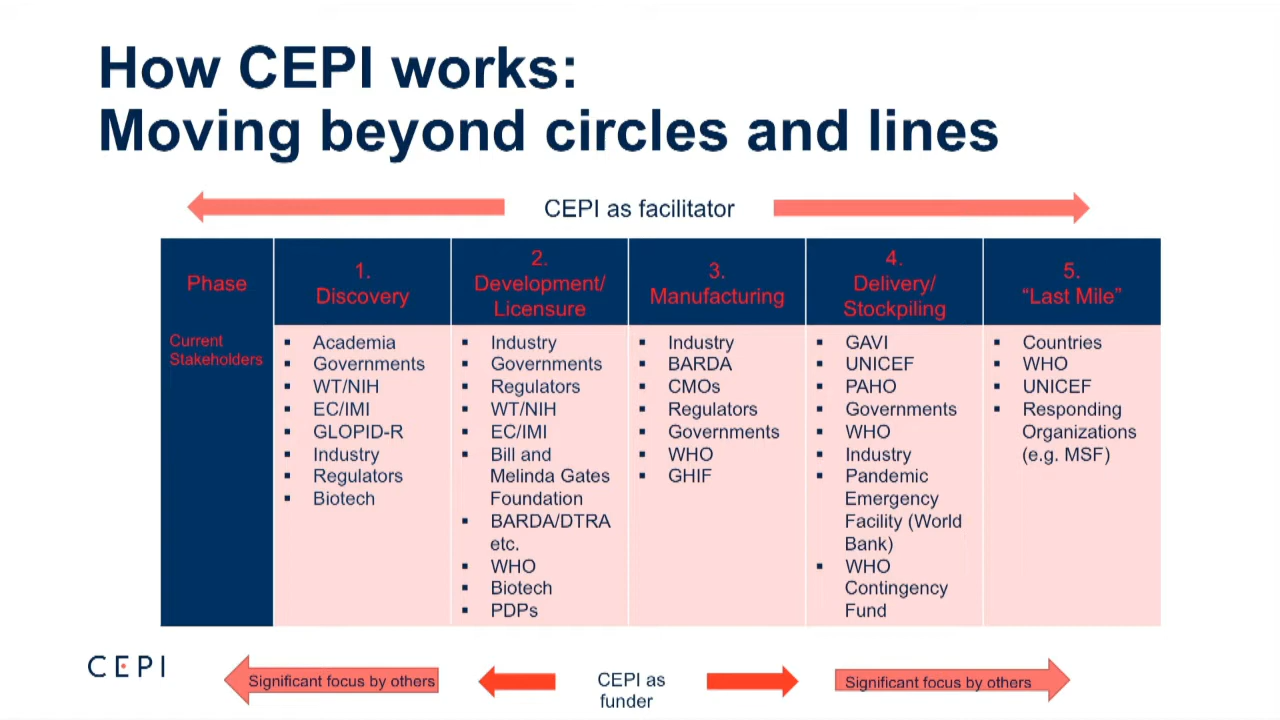 How CEPI works:
Moving beyond circles and lines
CEPI as facilitator
Phase
1.
Discovery
2.
Development/
Licensure
3.
Manufacturing
4.
Delivery/
Stockpiling
5.
“Last Mile”
Current
Stakeholders
▪ Academia
▪ Governments
▪ WT/NIH
▪ EC/IMI
▪ GLOPID-R
▪ Industry
▪ Regulators
▪ Biotech
▪ Industry
▪ Governments
▪ Regulators
▪ WT/NIH
▪ EC/IMI
▪ Bill and
Melinda Gates
Foundation
▪ BARDA/DTRA
etc.
▪ WHO
▪ Biotech
▪ PDPs
▪ Industry
▪ BARDA
▪ CMOs
▪ Regulators
▪ Governments
▪ WHO
▪ GHIF
▪ GAVI
▪ UNICEF
▪ PAHO
▪ Governments
▪ WHO
▪ Industry
▪ Pandemic
Emergency
Facility (World
Bank)
▪ WHO
Contingency
Fund
▪ Countries
▪ WHO
▪ UNICEF
▪ Responding
Organizations
(e.g. MSF)
CEPI
Significant focus by others
CEPI as
funder
Significant focus by others